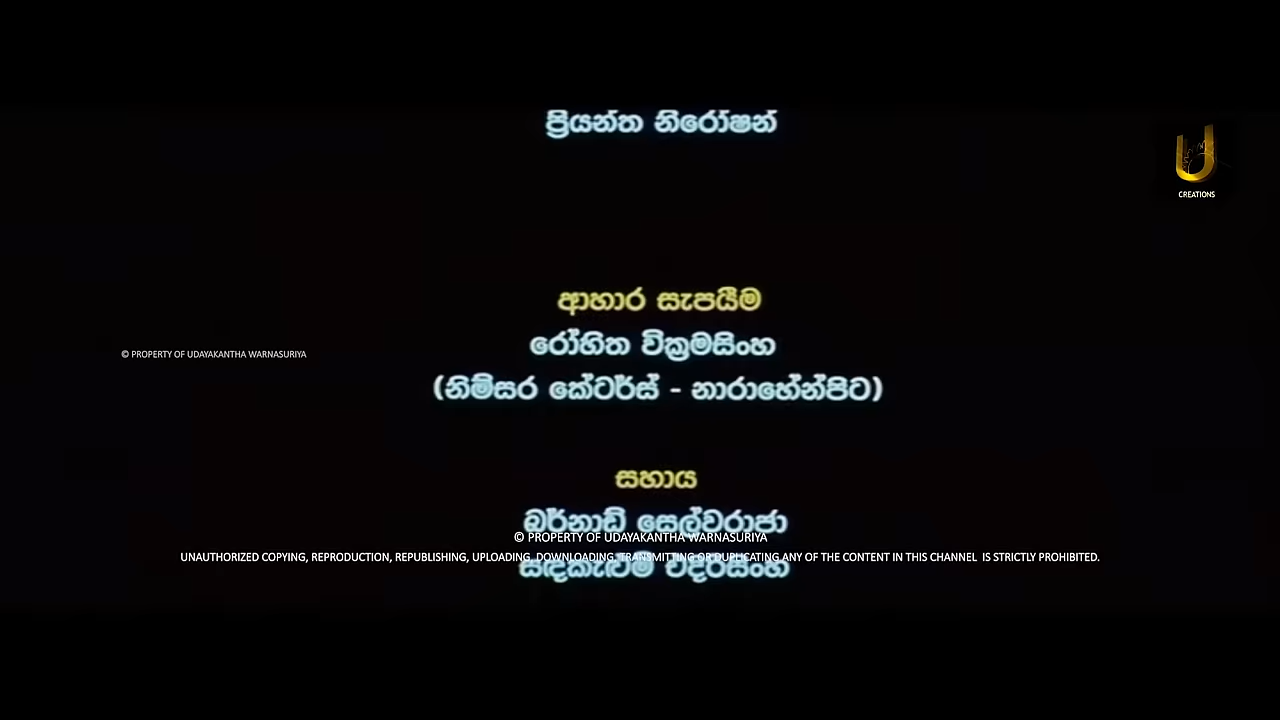 ප්‍රියන්ත නිරෝෂන්
CREATIONS
ආහාර සැපයීම
රෝහිත වික්‍රමසිංහ
© PROPERTY OF UDAYAKANTHA WARNASURIYA
(නිම්සර කේටර්ස් - නාරාහේන්පිට)
සහාය
බර්නාඩ් සෙල්වරාජා
© PROPERTY OF UDAYAKANTHA WARNASURIYA
UNAUTHORIZED COPYING, REPRODUCTION, REPUBLISHING, UPLOADING, DOWNLOADING, TRANSMITTING OR DUPLICATING ANY OF THE CONTENT IN THIS CHANNEL IS STRICTLY PROHIBITED.
සඳකැළුම් එදිරිසිංහ